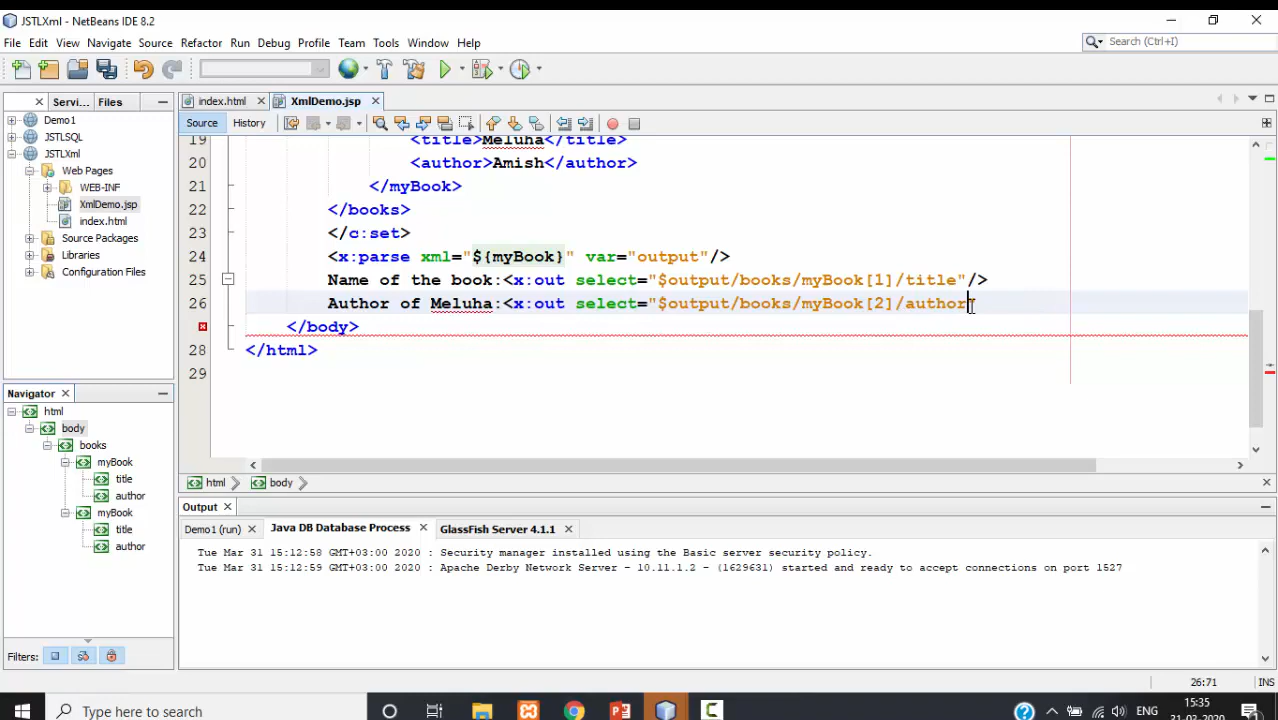 JSTLXml - NetBeans IDE 8.2
File Edit View Navigate Source Refactor Run Debug Profile Team Tools Window Help
Search (Ctrl+I)
Servi... Files
index.html XmlDemo.jsp
Source History
Demo1
JSTLSQL
JSTLXml
Web Pages
WEB-INF
XmlDemo.jsp
index.html
Source Packages
Libraries
Configuration Files
19 <title>Meluha</title>
20 <author>Amish</author>
21 </myBook>
22 </books>
23 </c:set>
24 <x:parse xml="${myBook}" var="output"/>
25 Name of the book:<x:out select="$output/books/myBook[1]/title"/>
26 Author of Meluha:<x:out select="$output/books/myBook[2]/author"
</body>
28 </html>
29
Navigator
html
body
books
myBook
title
author
myBook
title
author
Filters:
html body
Output
Demo1 (run) Java DB Database Process GlassFish Server 4.1.1
Tue Mar 31 15:12:58 GMT+03:00 2020 : Security manager installed using the Basic server security policy.
Tue Mar 31 15:12:59 GMT+03:00 2020 : Apache Derby Network Server - 10.11.1.2 - (1629631) started and ready to accept connections on port 1527
26:71 INS
Type here to search
ENG
15:35
31-03-2020